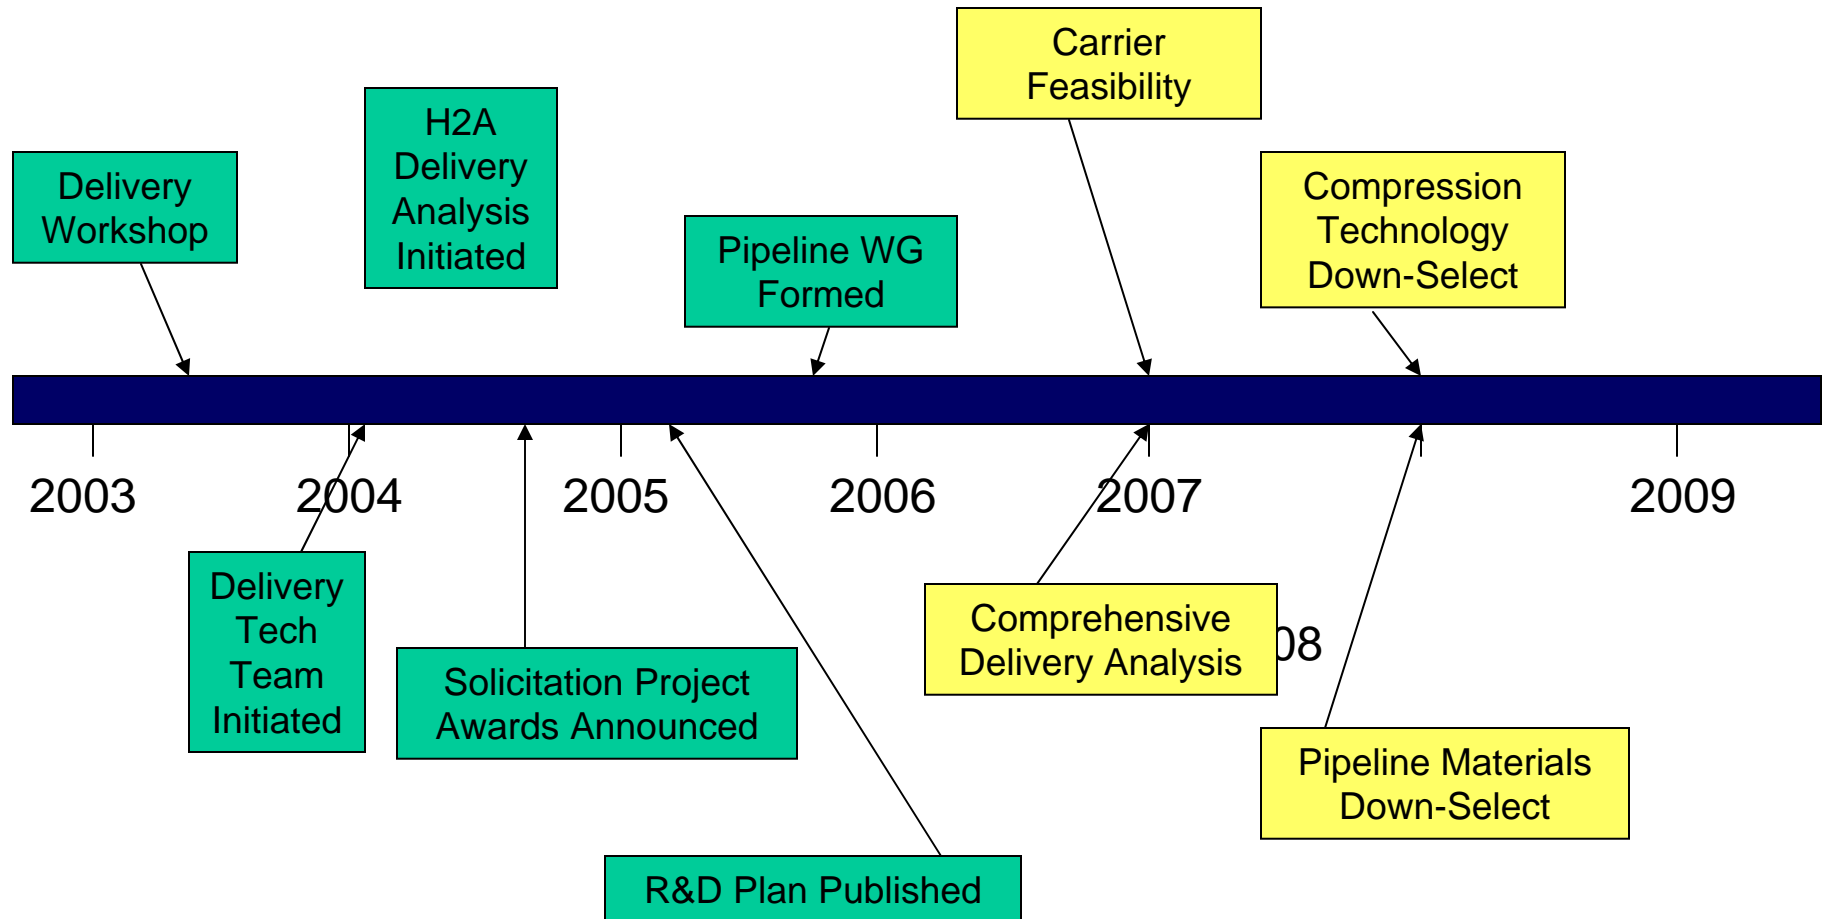 Carrier
Feasibility
H2A
Delivery
Analysis
Initiated
Delivery
Workshop
Compression
Technology
Down-Select
Pipeline WG
Formed
2003
2004
2005
2006
2007
2009
Delivery
Tech
Team
Initiated
Comprehensive
Delivery Analysis
08
Solicitation Project
Awards Announced
Pipeline Materials
Down-Select
R&D Plan Published